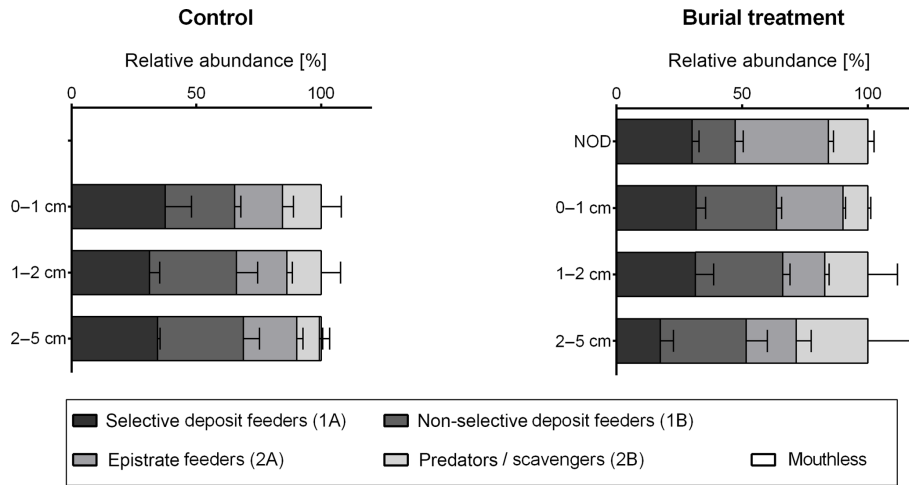 Control
Burial treatment
Relative abundance [%]
Relative abundance [%]
0 50 100
0 50 100
NOD
0–1 cm
0–1 cm
1–2 cm
1–2 cm
2–5 cm
2–5 cm
Selective deposit feeders (1A)
Non-selective deposit feeders (1B)
Epistrate feeders (2A)
Predators / scavengers (2B)
Mouthless